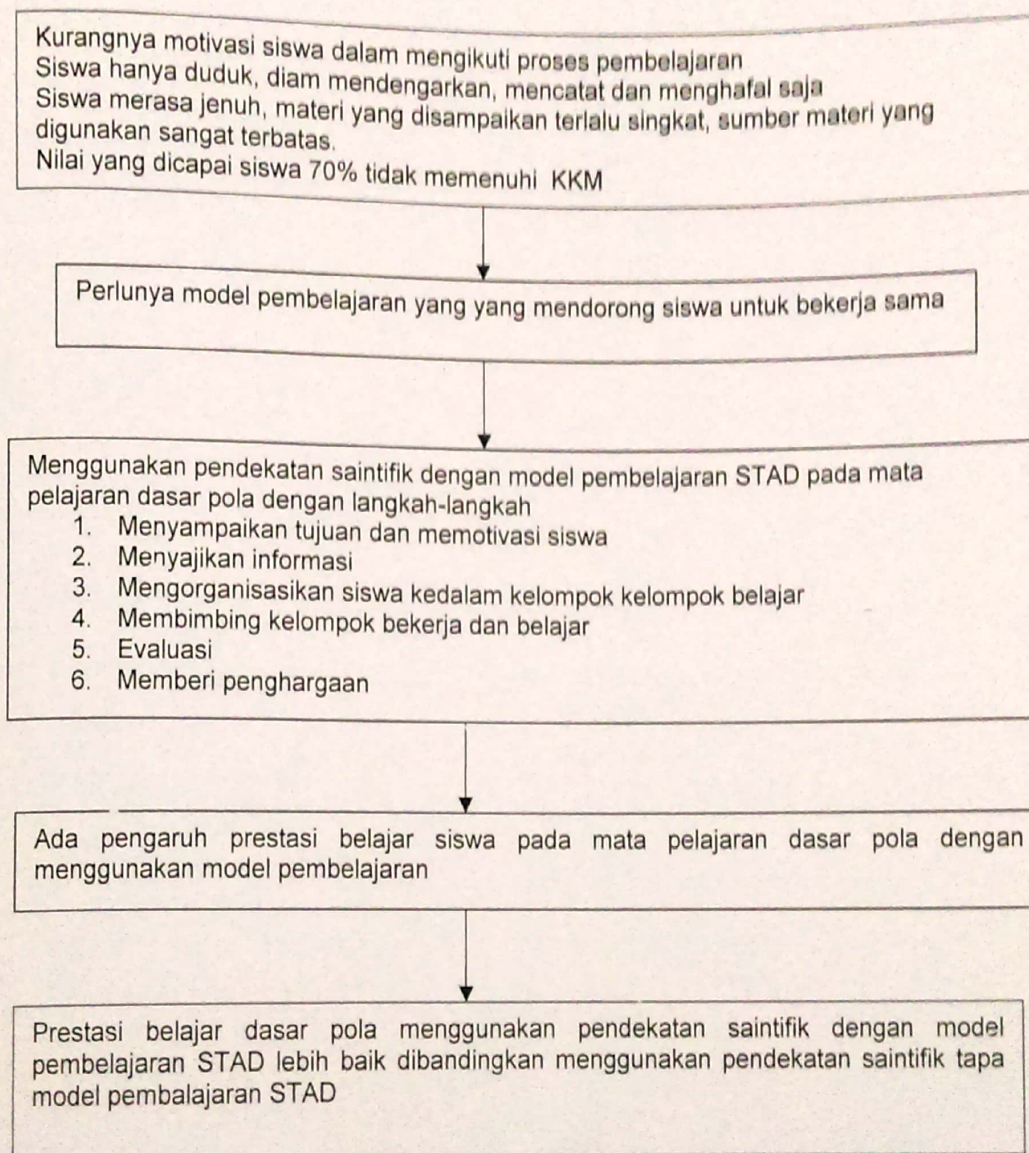 Kurangnya motivasi siswa dalam mengikuti proses pembelajaran
Siswa hanya duduk, diam mendengarkan, mencatat dan menghafal saja
Siswa merasa jenuh, materi yang disampaikan terlalu singkat, sumber materi yang
digunakan sangat terbatas.
Nilai yang dicapai siswa 70% tidak memenuhi KKM
Perlunya model pembelajaran yang yang mendorong siswa untuk bekerja sama
Menggunakan pendekatan saintifik dengan model pembelajaran STAD pada mata
pelajaran dasar pola dengan langkah-langkah
1. Menyampaikan tujuan dan memotivasi siswa
2. Menyajikan informasi
3. Mengorganisasikan siswa kedalam kelompok kelompok belajar
4. Membimbing kelompok bekerja dan belajar
5. Evaluasi
6. Memberi penghargaan
Ada pengaruh prestasi belajar siswa pada mata pelajaran dasar pola dengan
menggunakan model pembelajaran
Prestasi belajar dasar pola menggunakan pendekatan saintifik dengan model
pembelajaran STAD lebih baik dibandingkan menggunakan pendekatan saintifik tapa
model pembalajaran STAD